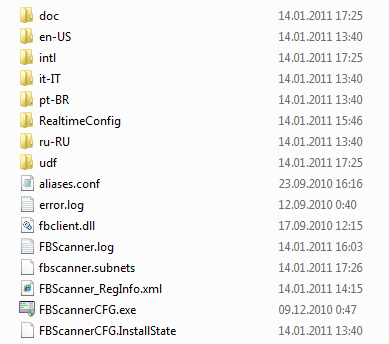 doc 14.01.2011 17:25
en-US 14.01.2011 13:40
intl 14.01.2011 17:25
it-IT 14.01.2011 13:40
pt-BR 14.01.2011 13:40
RealtimeConfig 14.01.2011 15:46
ru-RU 14.01.2011 13:40
udf 14.01.2011 17:25
aliases.conf 23.09.2010 16:16
error.log 12.09.2010 0:40
fbclient.dll 17.09.2010 12:15
FBScanner.log 14.01.2011 16:03
fbscanner.subnets 14.01.2011 17:26
FBScanner_RegInfo.xml 14.01.2011 14:15
FBScannerCFG.exe 09.12.2010 0:47
FBScannerCFG.InstallState 14.01.2011 13:40